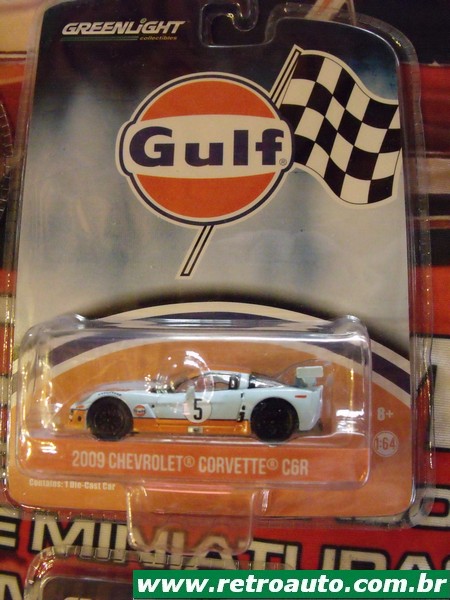 GREENLIGHT
collectibles
Gulf®
5
8+
1:64
2009 CHEVROLET® CORVETTE® C6R
Contains: 1 Die-Cast Car
E MINIATURAS
www.retroauto.com.br